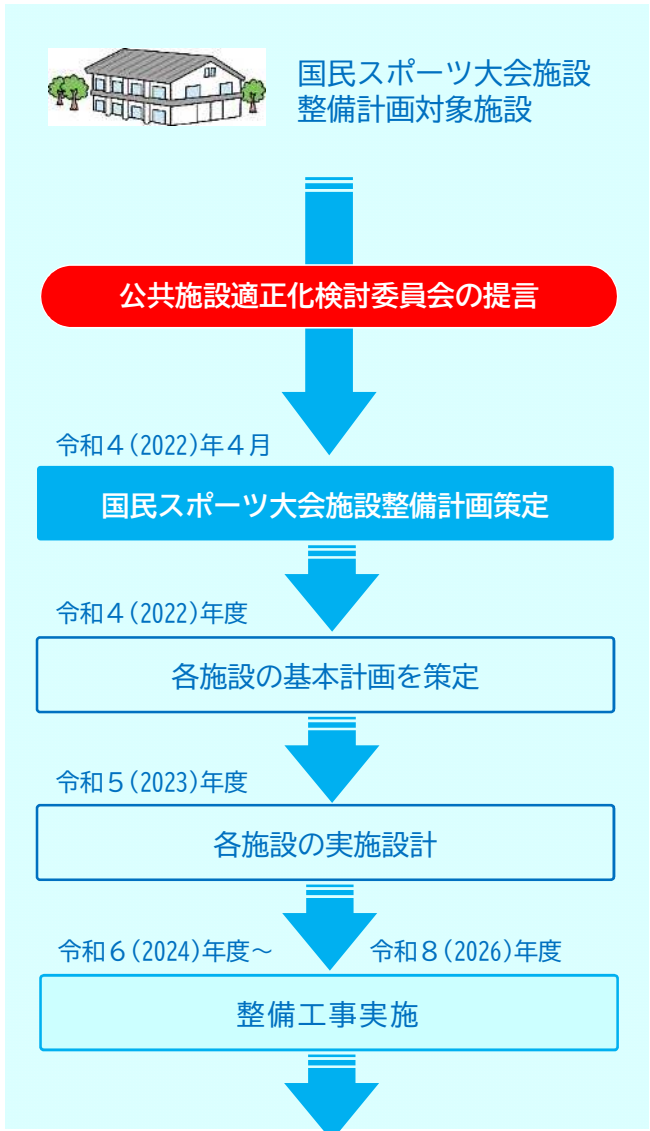 国民スポーツ大会施設
整備計画対象施設
公共施設適正化検討委員会の提言
令和４(2022)年４月
国民スポーツ大会施設整備計画策定
令和４(2022)年度
各施設の基本計画を策定
令和５(2023)年度
各施設の実施設計
令和６(2024)年度～ 令和８(2026)年度
整備工事実施